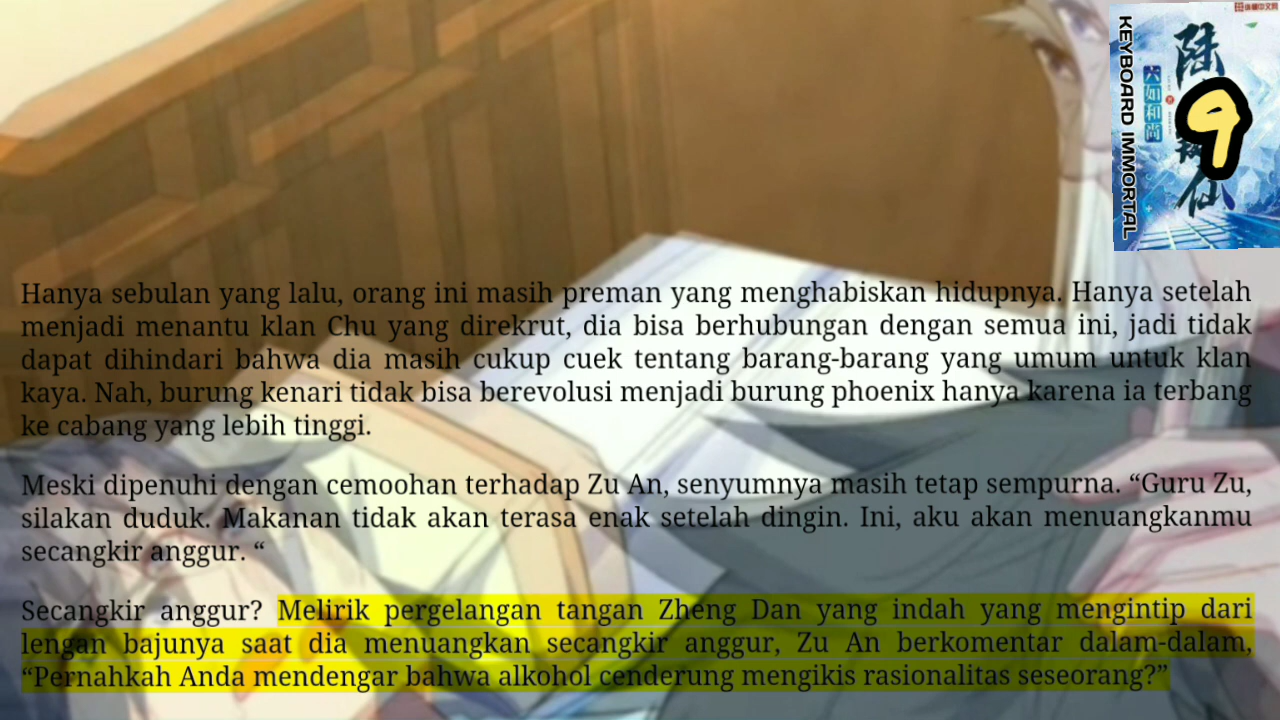 KEYBOARD IMMORTAL
六如和尚
陆
仙
9
Hanya sebulan yang lalu, orang ini masih preman yang menghabiskan hidupnya. Hanya setelah
menjadi menantu klan Chu yang direkrut, dia bisa berhubungan dengan semua ini, jadi tidak
dapat dihindari bahwa dia masih cukup cuek tentang barang-barang yang umum untuk klan
kaya. Nah, burung kenari tidak bisa berevolusi menjadi burung phoenix hanya karena ia terbang
ke cabang yang lebih tinggi.
Meski dipenuhi dengan cemoohan terhadap Zu An, senyumnya masih tetap sempurna. “Guru Zu,
silakan duduk. Makanan tidak akan terasa enak setelah dingin. Ini, aku akan menuangkanmu
secangkir anggur. “
Secangkir anggur? Melirik pergelangan tangan Zheng Dan yang indah yang mengintip dari
lengan bajunya saat dia menuangkan secangkir anggur, Zu An berkomentar dalam-dalam,
“Pernahkah Anda mendengar bahwa alkohol cenderung mengikis rasionalitas seseorang?”